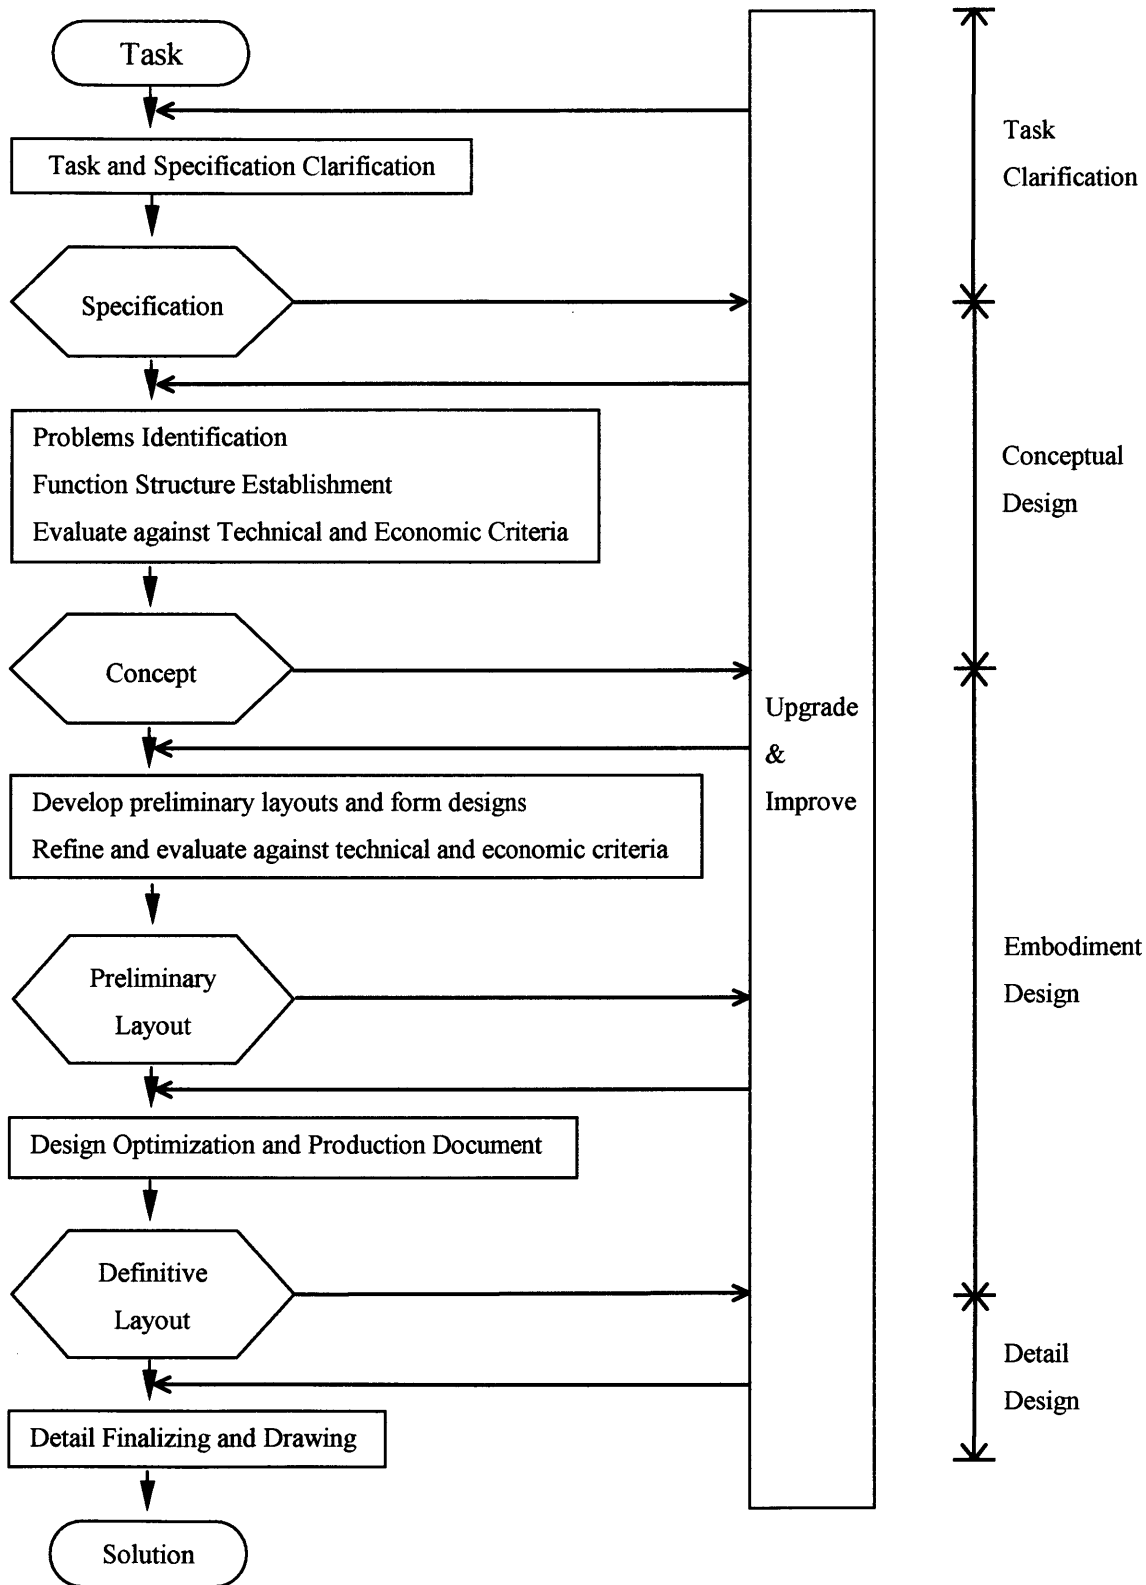 Task
Task and Specification Clarification
Specification
Problems Identification
Function Structure Establishment
Evaluate against Technical and Economic Criteria
Concept
Develop preliminary layouts and form designs
Refine and evaluate against technical and economic criteria
Preliminary
Layout
Design Optimization and Production Document
Definitive
Layout
Detail Finalizing and Drawing
Solution
Upgrade
&
Improve
Task
Clarification
Conceptual
Design
Embodiment
Design
Detail
Design